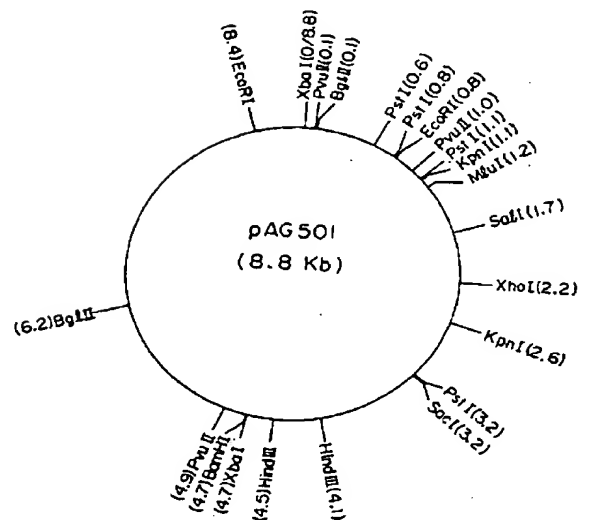 (8.4)EcoRI
XbaI(0/8.8)
PvuII(0.1)
BglII(0.1)
PstI(0.6)
PstI(0.8)
EcoRI(0.8)
PvuII(1.0)
PstI(1.1)
KpnI(1.1)
MluI(1.2)
SalI(1.7)
XhoI(2.2)
KpnI(2.6)
PstI(3.2)
SacI(3.2)
HindIII(4.1)
(4.5)HindIII
(4.7)XbaI
(4.7)BamHI
(4.9)PvuII
(6.2)BglII
pAG501
(8.8 Kb)